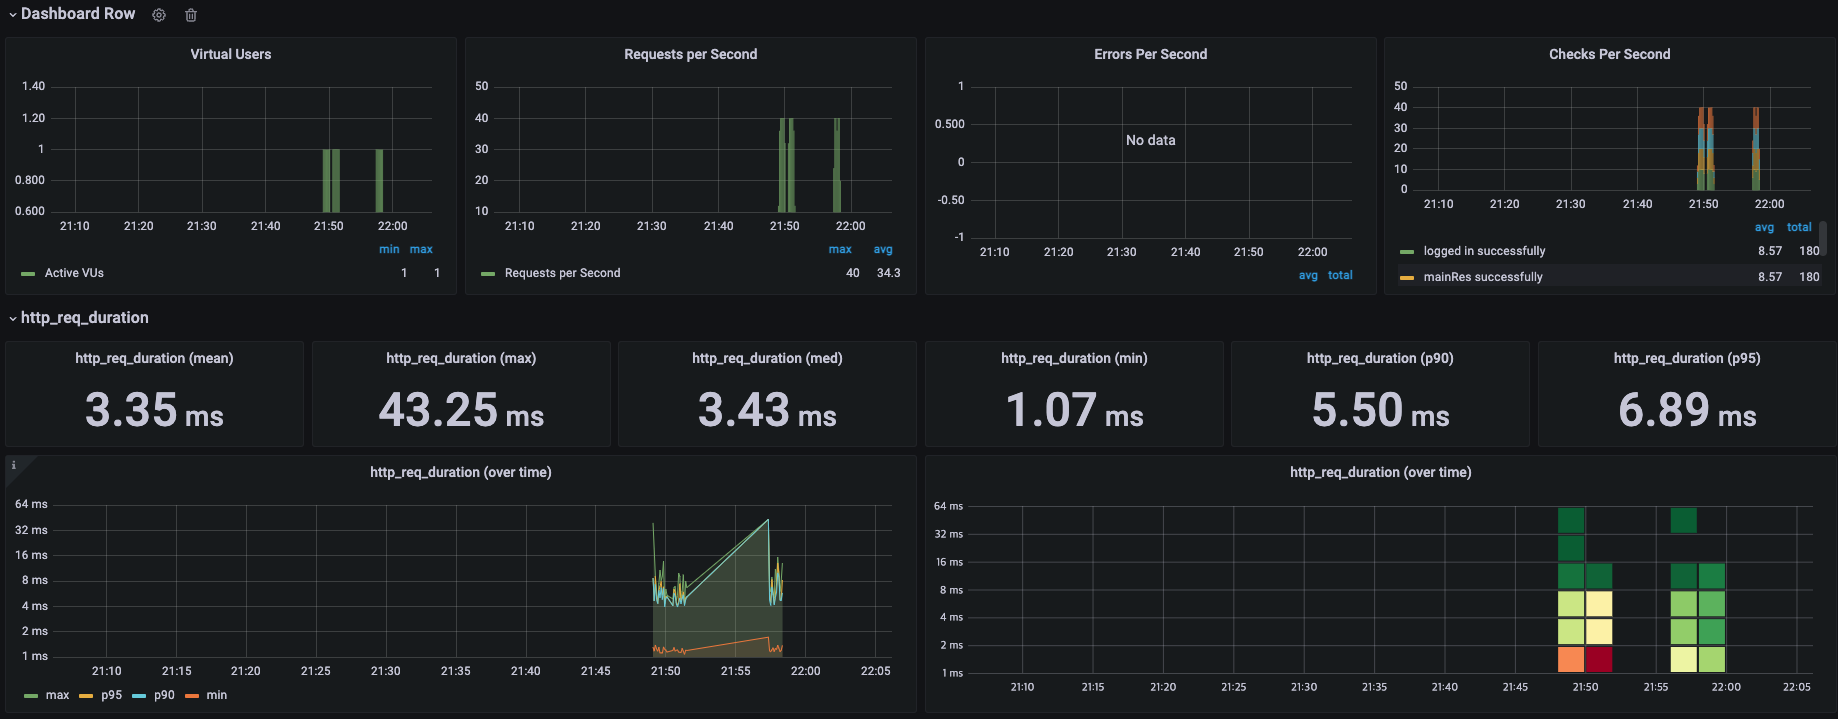 Dashboard Row
Virtual Users
1.40
1.20
1
0.800
0.600
21:10 21:20 21:30 21:40 21:50 22:00
min max
Active VUs 1 1
Requests per Second
50
40
30
20
10
21:10 21:20 21:30 21:40 21:50 22:00
max avg
Requests per Second 40 34.3
Errors Per Second
1
0.500
0
-0.50
-1
No data
21:10 21:20 21:30 21:40 21:50 22:00
avg total
Checks Per Second
50
40
30
20
10
0
21:10 21:20 21:30 21:40 21:50 22:00
avg total
logged in successfully 8.57 180
mainRes successfully 8.57 180
http_req_duration
http_req_duration (mean)
3.35 ms
http_req_duration (max)
43.25 ms
http_req_duration (med)
3.43 ms
http_req_duration (min)
1.07 ms
http_req_duration (p90)
5.50 ms
http_req_duration (p95)
6.89 ms
i
http_req_duration (over time)
64 ms
32 ms
16 ms
8 ms
4 ms
2 ms
1 ms
21:10 21:15 21:20 21:25 21:30 21:35 21:40 21:45 21:50 21:55 22:00 22:05
max p95 p90 min
http_req_duration (over time)
64 ms
32 ms
16 ms
8 ms
4 ms
2 ms
1 ms
21:10 21:15 21:20 21:25 21:30 21:35 21:40 21:45 21:50 21:55 22:00 22:05